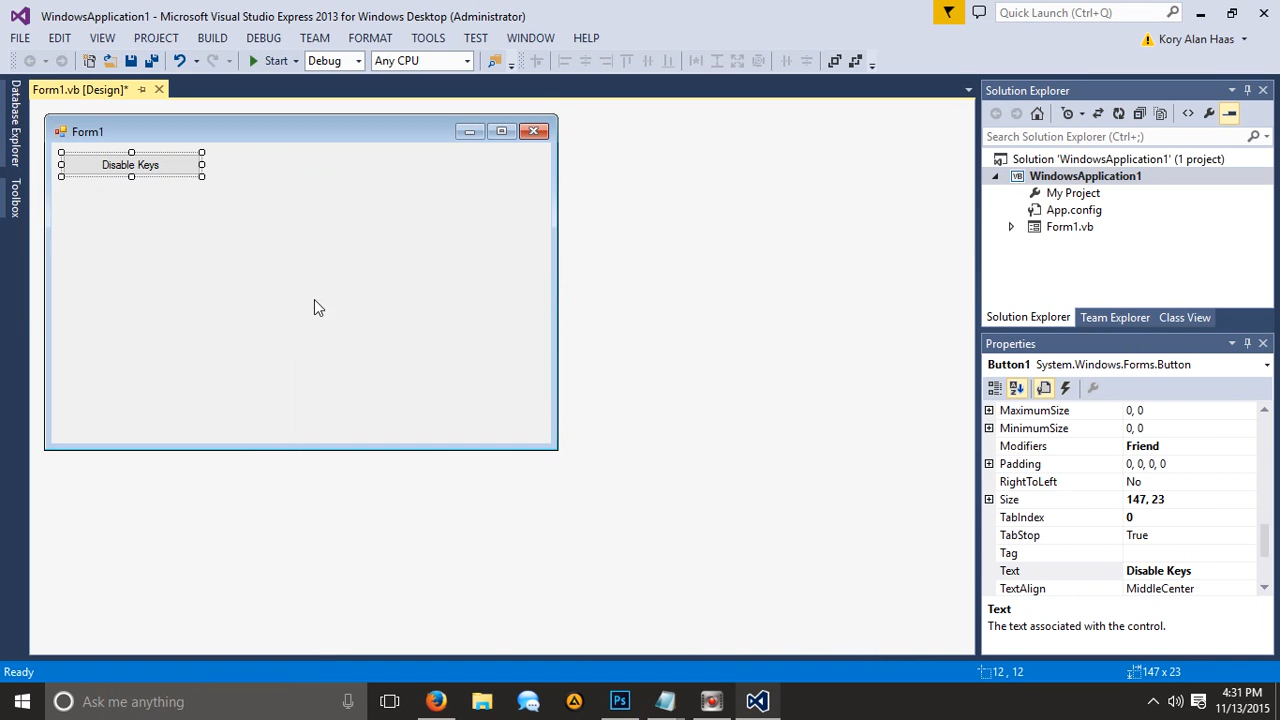 WindowsApplication1 - Microsoft Visual Studio Express 2013 for Windows Desktop (Administrator)
Quick Launch (Ctrl+Q)
FILE EDIT VIEW PROJECT BUILD DEBUG TEAM FORMAT TOOLS TEST WINDOW HELP
Kory Alan Haas
Start Debug Any CPU
Database Explorer
Toolbox
Form1.vb [Design]*
Form1
Disable Keys
Solution Explorer
Search Solution Explorer (Ctrl+;)
Solution 'WindowsApplication1' (1 project)
VB WindowsApplication1
My Project
App.config
Form1.vb
Solution Explorer Team Explorer Class View
Properties
Button1 System.Windows.Forms.Button
MaximumSize 0, 0
MinimumSize 0, 0
Modifiers Friend
Padding 0, 0, 0, 0
RightToLeft No
Size 147, 23
TabIndex 0
TabStop True
Tag
Text Disable Keys
TextAlign MiddleCenter
Text
The text associated with the control.
Ready
12 , 12
147 x 23
Ask me anything
Ps
4:31 PM
11/13/2015